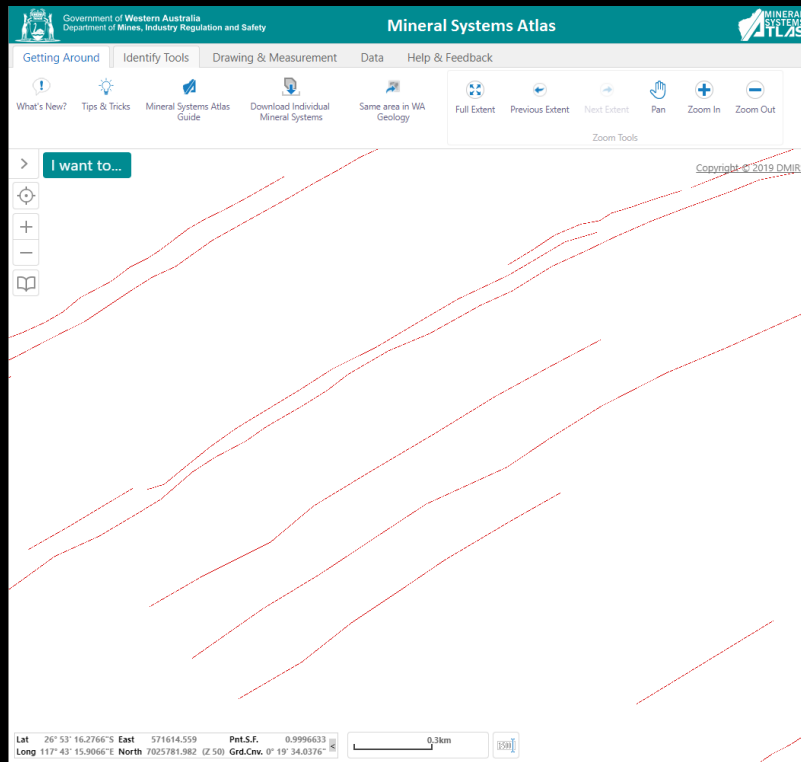 Government of Western Australia
Department of Mines, Industry Regulation and Safety
Mineral Systems Atlas
MINERAL
SYSTEMS
ATLAS
Getting Around Identify Tools Drawing & Measurement Data Help & Feedback
What's New? Tips & Tricks Mineral Systems Atlas Guide Download Individual Mineral Systems Same area in WA Geology Full Extent Previous Extent Next Extent Pan Zoom In Zoom Out
Zoom Tools
I want to...
Copyright © 2019 DMIR
Lat 26° 53' 16.2766"S East 571614.559 Pnt.S.F. 0.9996633
Long 117° 43' 15.9066"E North 7025781.982 (Z 50) Grd.Cnv. 0° 19' 34.0376"
0.3km